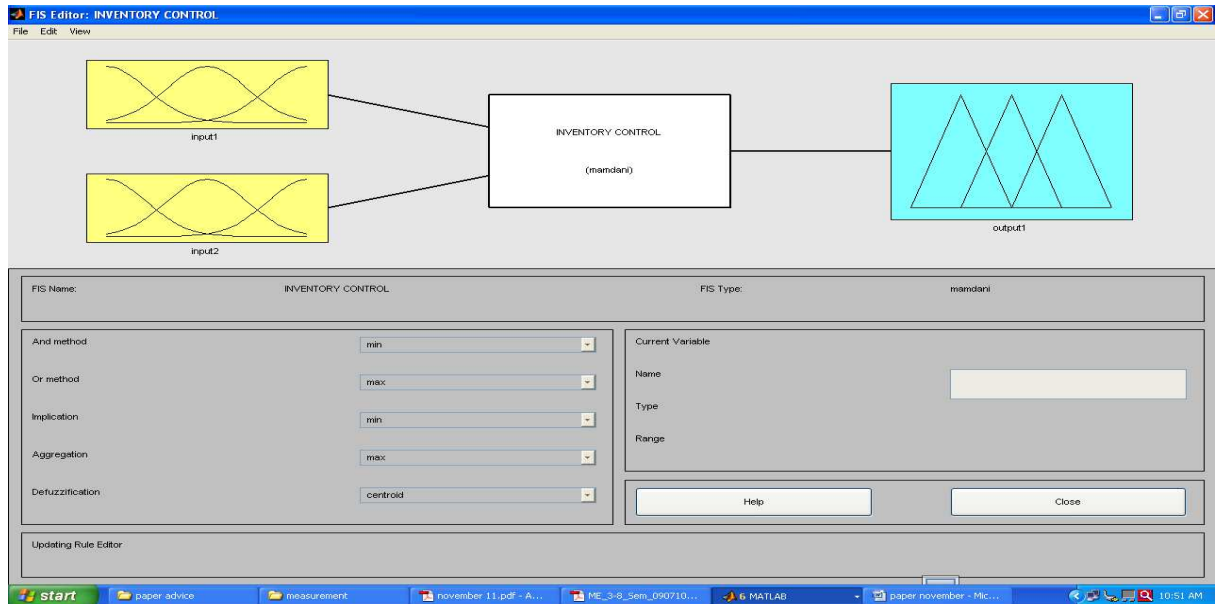 FIS Editor: INVENTORY CONTROL
File Edit View
input1
INVENTORY CONTROL
(mamdani)
input2
output1
FIS Name: INVENTORY CONTROL FIS Type: mamdani
And method min
Or method max
Implication min
Aggregation max
Defuzzification centroid
Current Variable
Name
Type
Range
Help Close
Updating Rule Editor
start paper advice measurement november 11.pdf - A... ME_3-8_Sem_090710... 6 MATLAB paper november - Mic... 10:51 AM